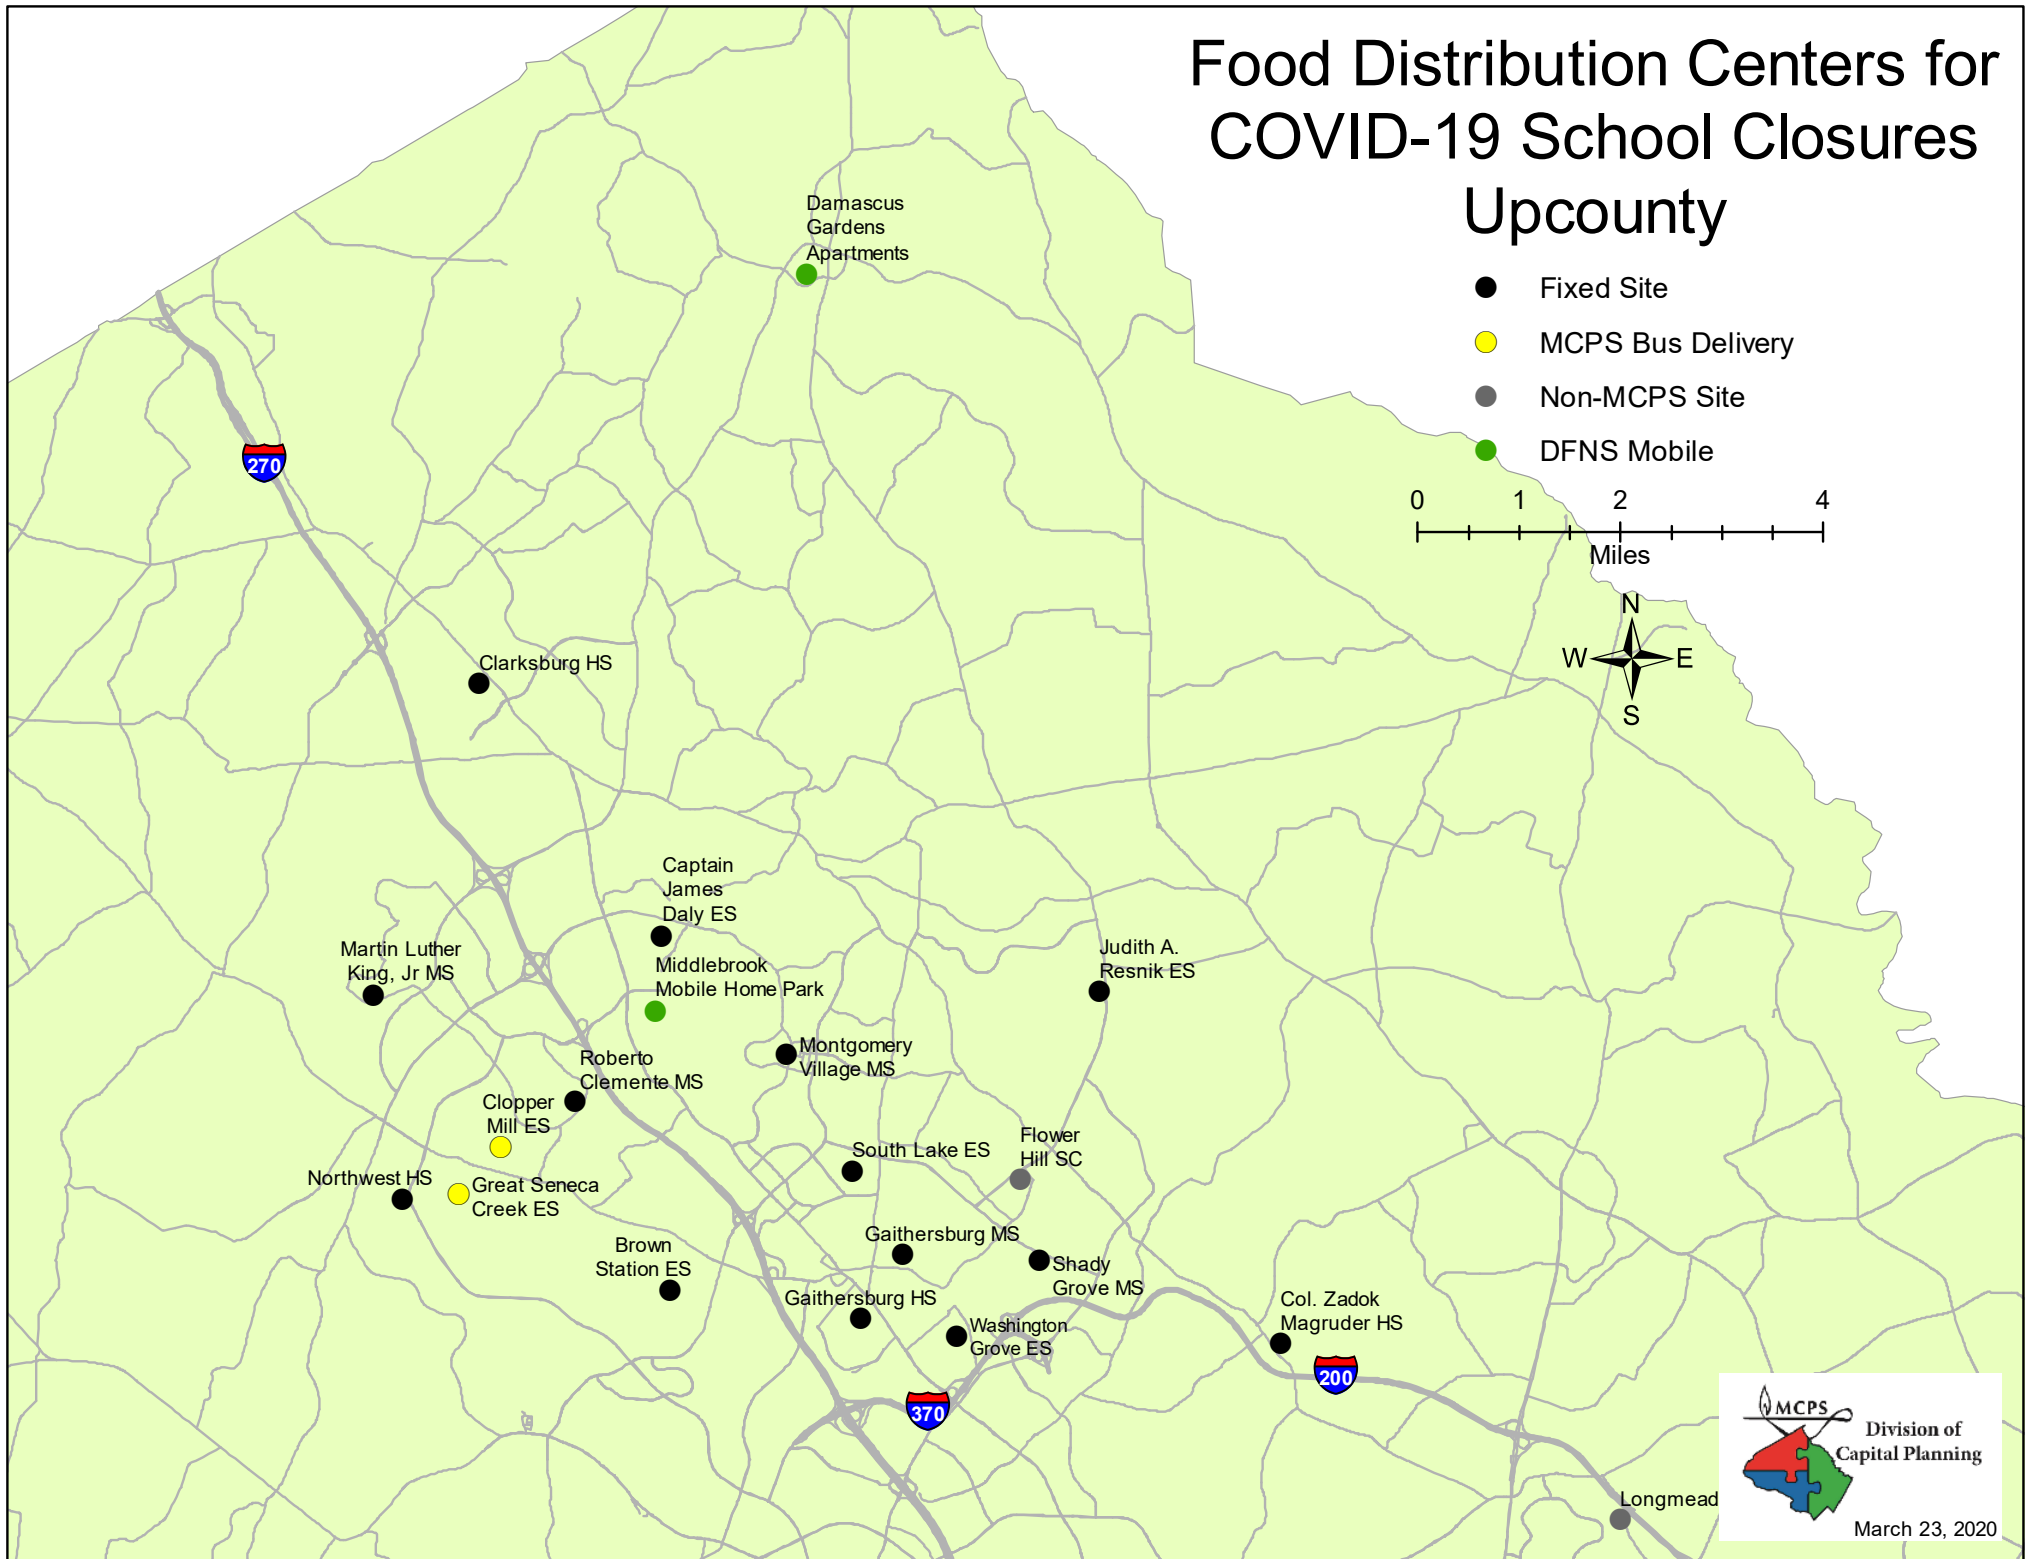 Food Distribution Centers for
COVID-19 School Closures
Upcounty
Fixed Site
MCPS Bus Delivery
Non-MCPS Site
DFNS Mobile
0 1 2 4
Miles
N
W E
S
Damascus
Gardens
Apartments
270
Clarksburg HS
Captain
James
Daly ES
Martin Luther
King, Jr MS
Middlebrook
Mobile Home Park
Judith A.
Resnik ES
Montgomery
Village MS
Roberto
Clemente MS
Clopper
Mill ES
Northwest HS
Great Seneca
Creek ES
South Lake ES
Flower
Hill SC
Brown
Station ES
Gaithersburg MS
Shady
Grove MS
Gaithersburg HS
Washington
Grove ES
Col. Zadok
Magruder HS
200
370
Longmead
MCPS
Division of
Capital Planning
March 23, 2020